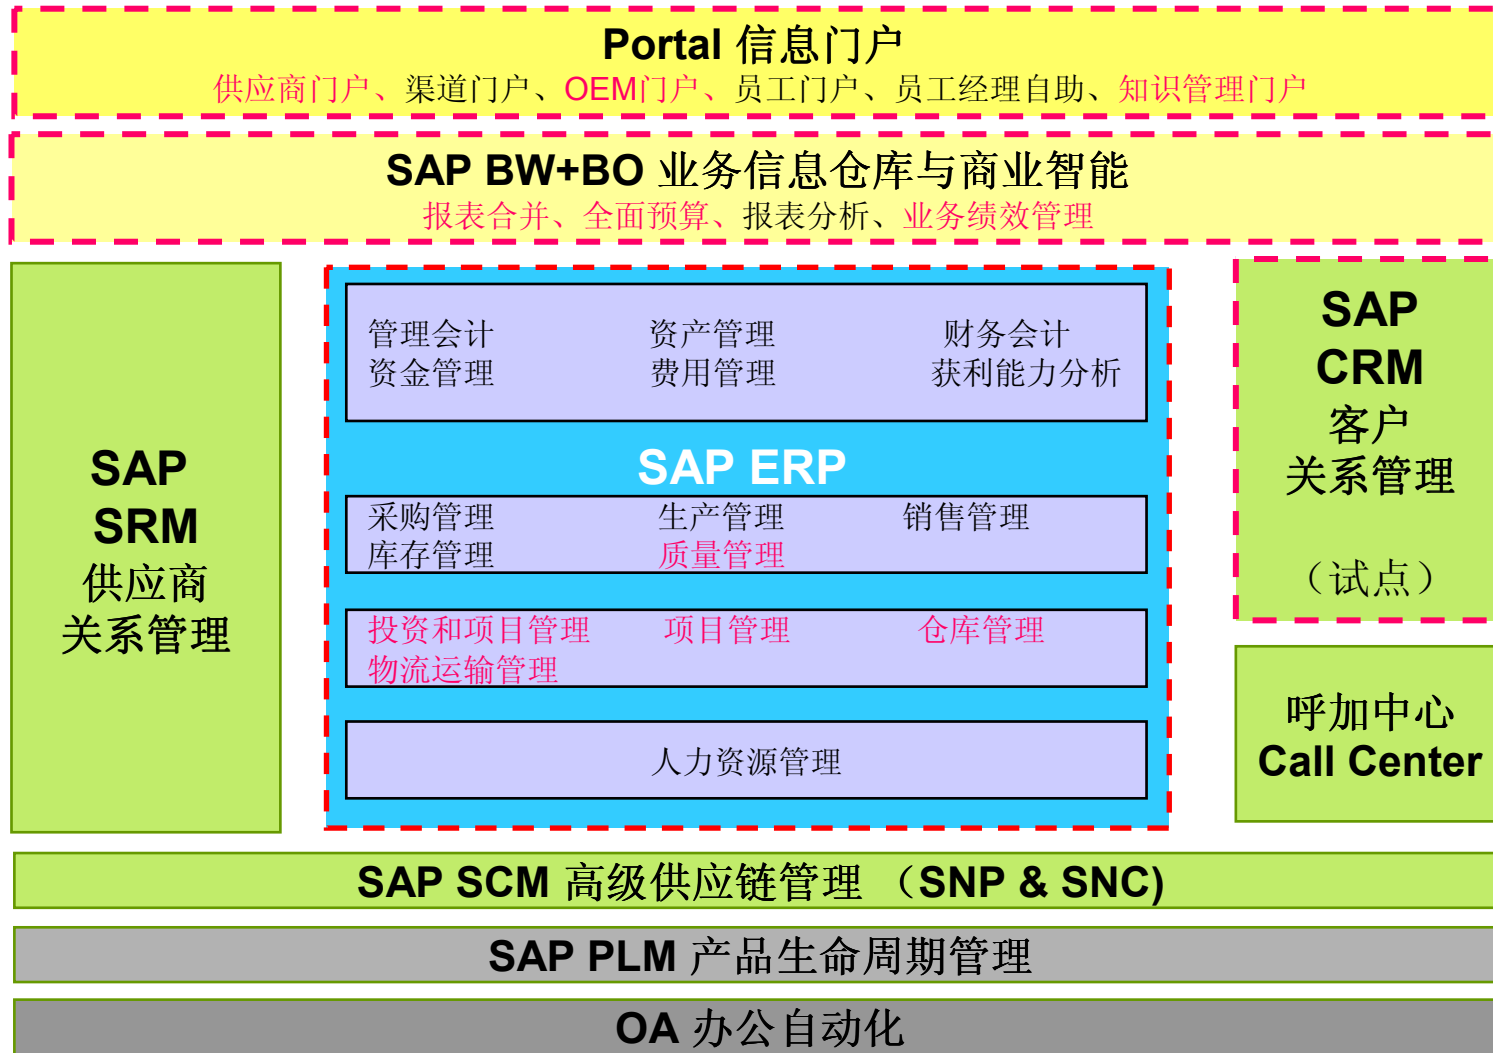 Portal 信息门户
供应商门户、渠道门户、OEM门户、员工门户、员工经理自助、知识管理门户
SAP BW+BO 业务信息仓库与商业智能
报表合并、全面预算、报表分析、业务绩效管理
SAP
SRM
供应商
关系管理
管理会计 资产管理 财务会计
资金管理 费用管理 获利能力分析
SAP ERP
采购管理 生产管理 销售管理
库存管理 质量管理
投资和项目管理 项目管理 仓库管理
物流运输管理
人力资源管理
SAP
CRM
客户
关系管理
（试点）
呼加中心
Call Center
SAP SCM 高级供应链管理 （SNP & SNC)
SAP PLM 产品生命周期管理
OA 办公自动化